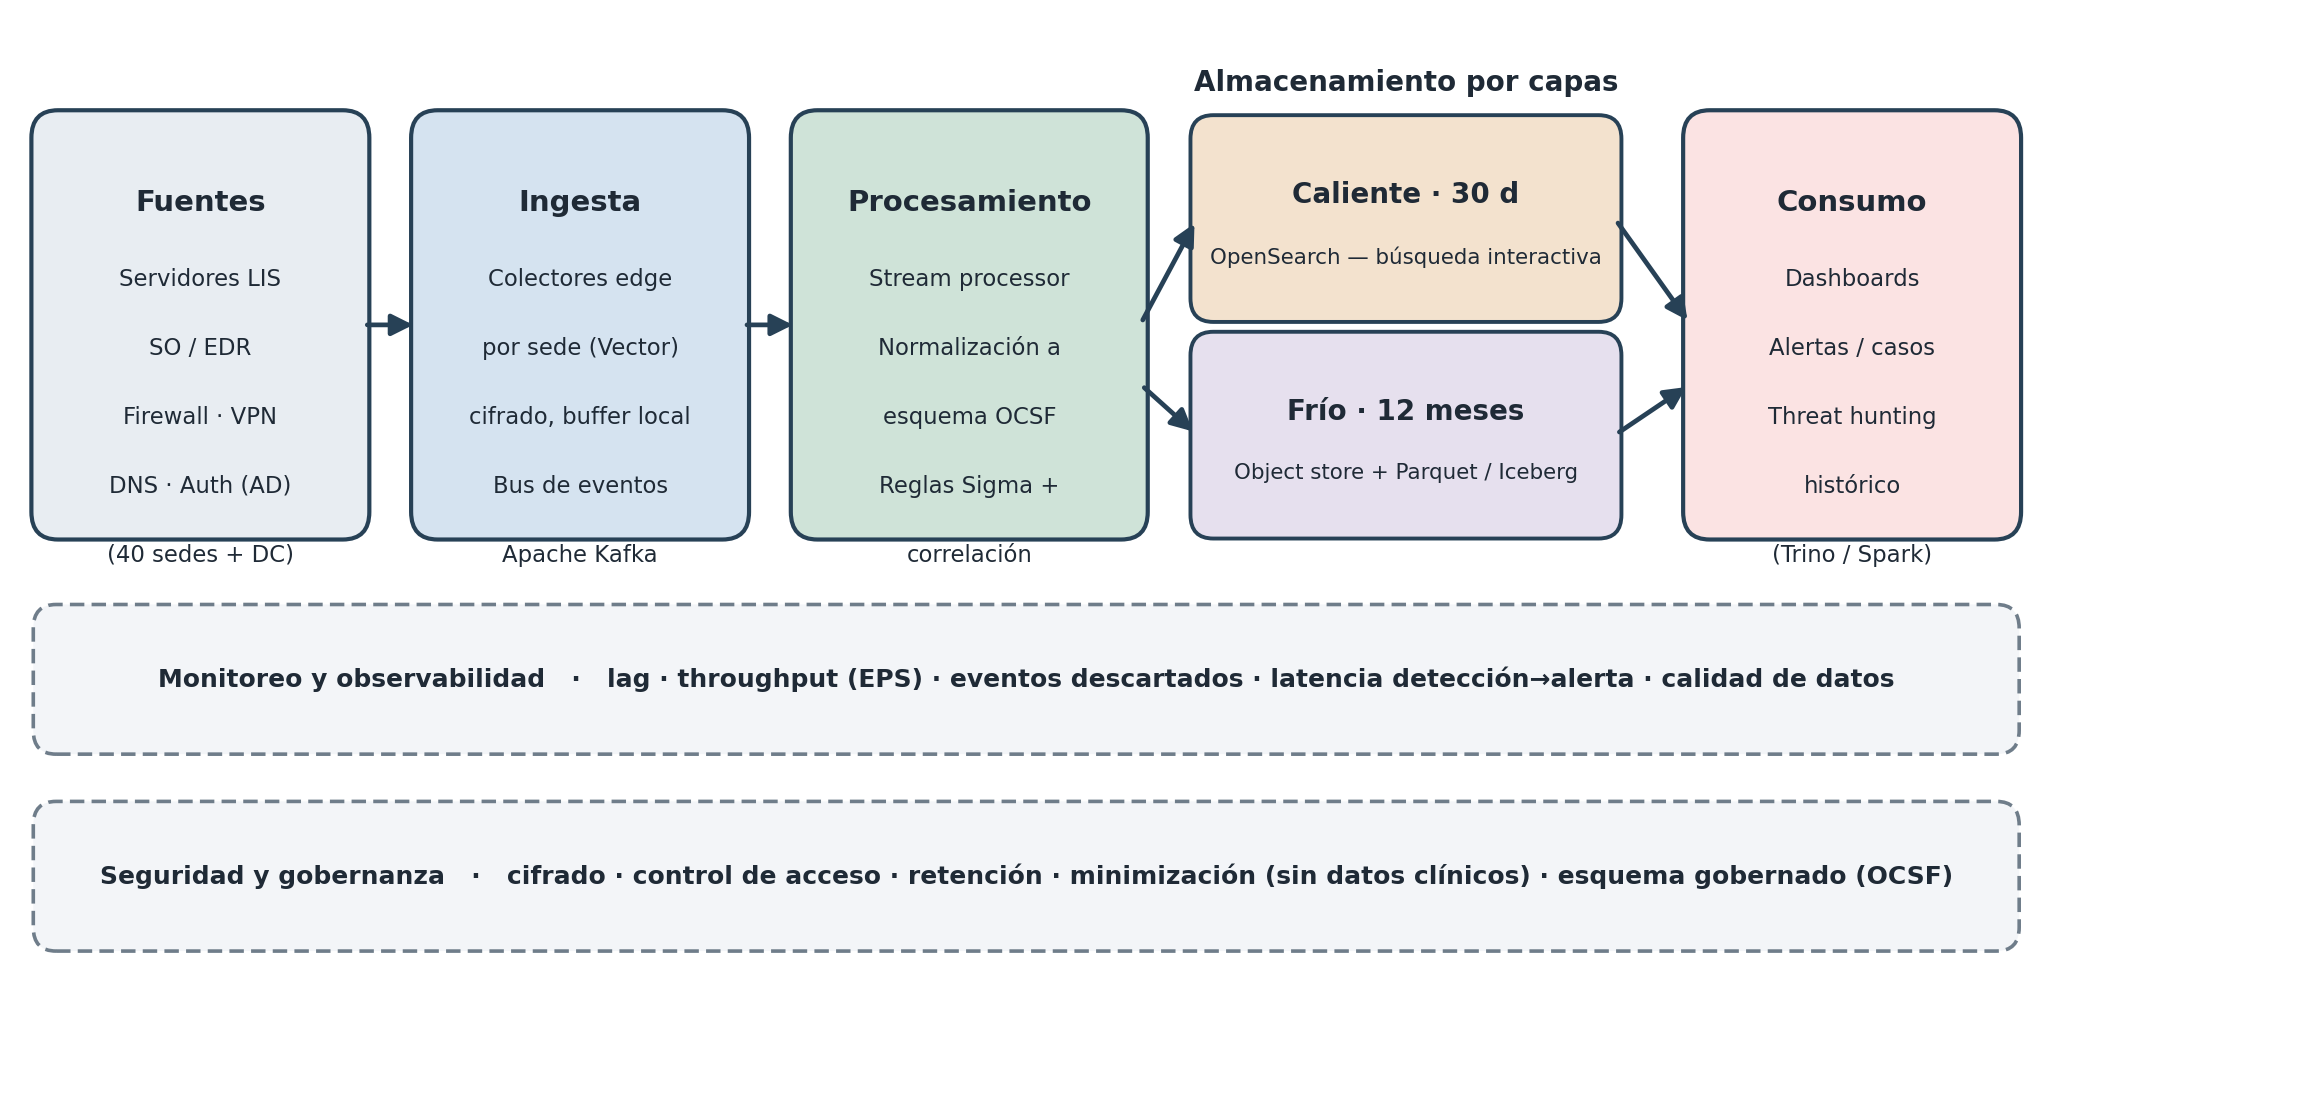 Almacenamiento por capas
Fuentes
Servidores LIS
SO / EDR
Firewall · VPN
DNS · Auth (AD)
(40 sedes + DC)
Ingesta
Colectores edge
por sede (Vector)
cifrado, buffer local
Bus de eventos
Apache Kafka
Procesamiento
Stream processor
Normalización a
esquema OCSF
Reglas Sigma +
correlación
Caliente · 30 d
OpenSearch — búsqueda interactiva
Frío · 12 meses
Object store + Parquet / Iceberg
Consumo
Dashboards
Alertas / casos
Threat hunting
histórico
(Trino / Spark)
Monitoreo y observabilidad · lag · throughput (EPS) · eventos descartados · latencia detección→alerta · calidad de datos
Seguridad y gobernanza · cifrado · control de acceso · retención · minimización (sin datos clínicos) · esquema gobernado (OCSF)